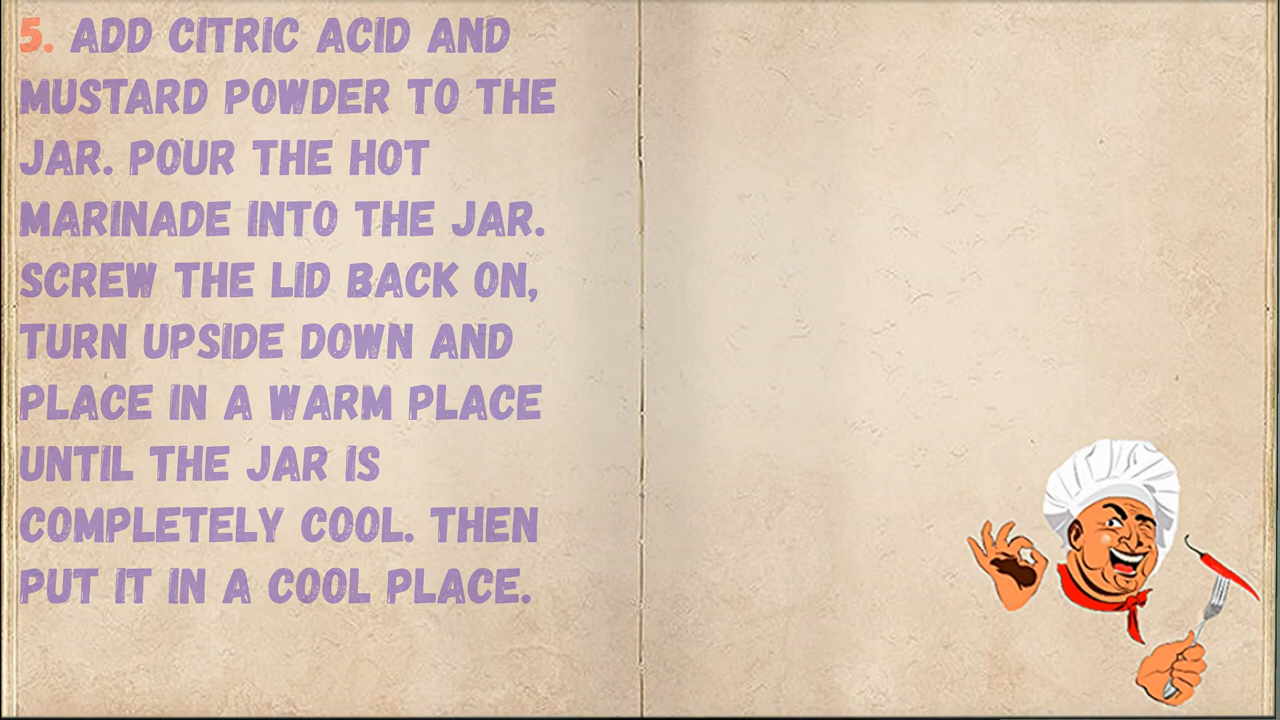 5. ADD CITRIC ACID AND
MUSTARD POWDER TO THE
JAR. POUR THE HOT
MARINADE INTO THE JAR.
SCREW THE LID BACK ON,
TURN UPSIDE DOWN AND
PLACE IN A WARM PLACE
UNTIL THE JAR IS
COMPLETELY COOL. THEN
PUT IT IN A COOL PLACE.